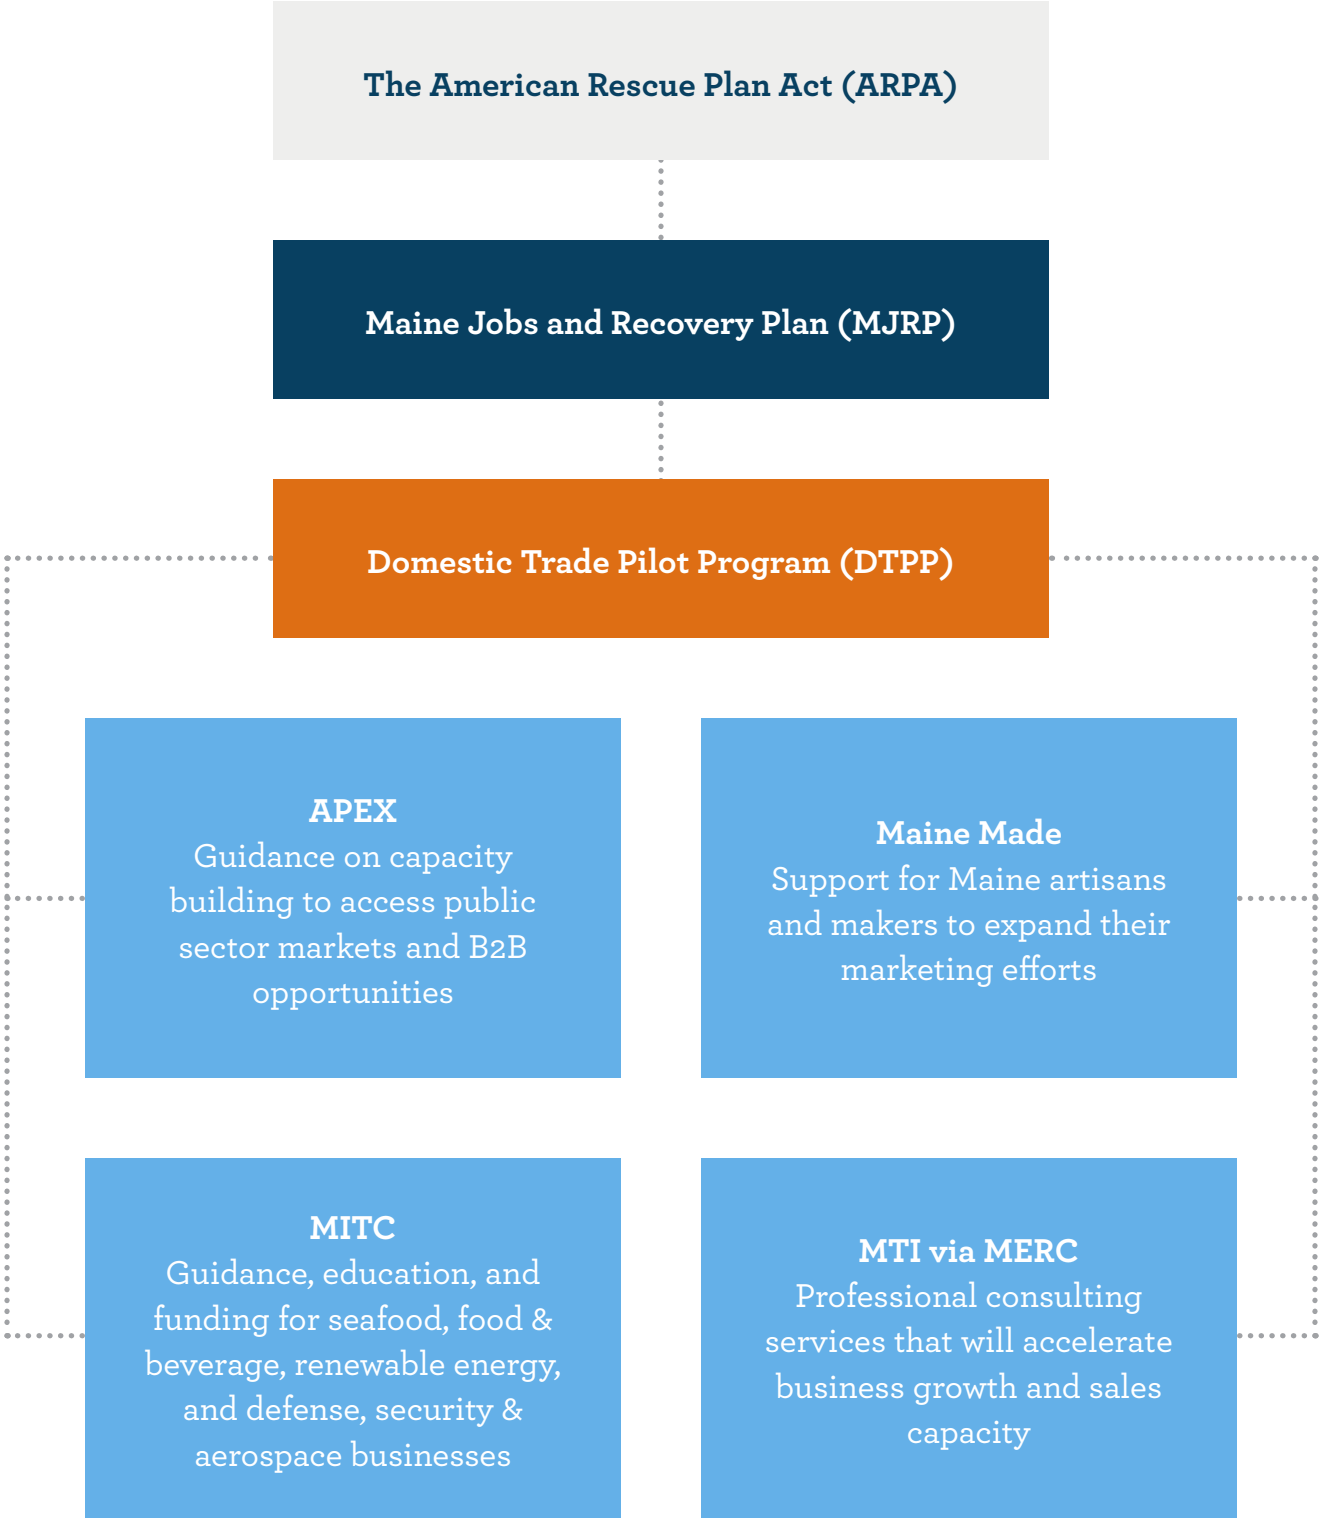 The American Rescue Plan Act (ARPA)
Maine Jobs and Recovery Plan (MJRP)
Domestic Trade Pilot Program (DTPP)
APEX
Guidance on capacity
building to access public
sector markets and B2B
opportunities
Maine Made
Support for Maine artisans
and makers to expand their
marketing efforts
MITC
Guidance, education, and
funding for seafood, food &
beverage, renewable energy,
and defense, security &
aerospace businesses
MTI via MERC
Professional consulting
services that will accelerate
business growth and sales
capacity